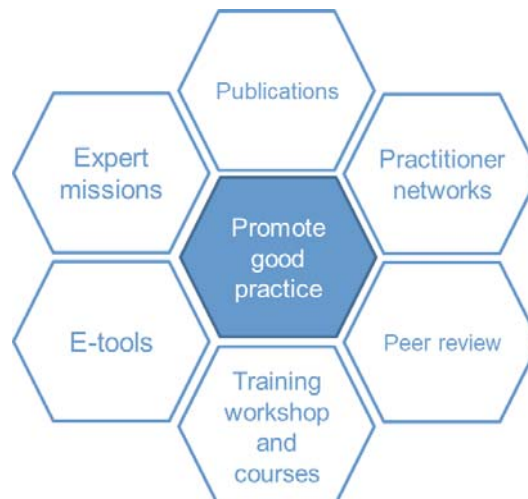 Publications
Expert
missions
Practitioner
networks
Promote
good
practice
E-tools
Peer review
Training
workshop
and
courses